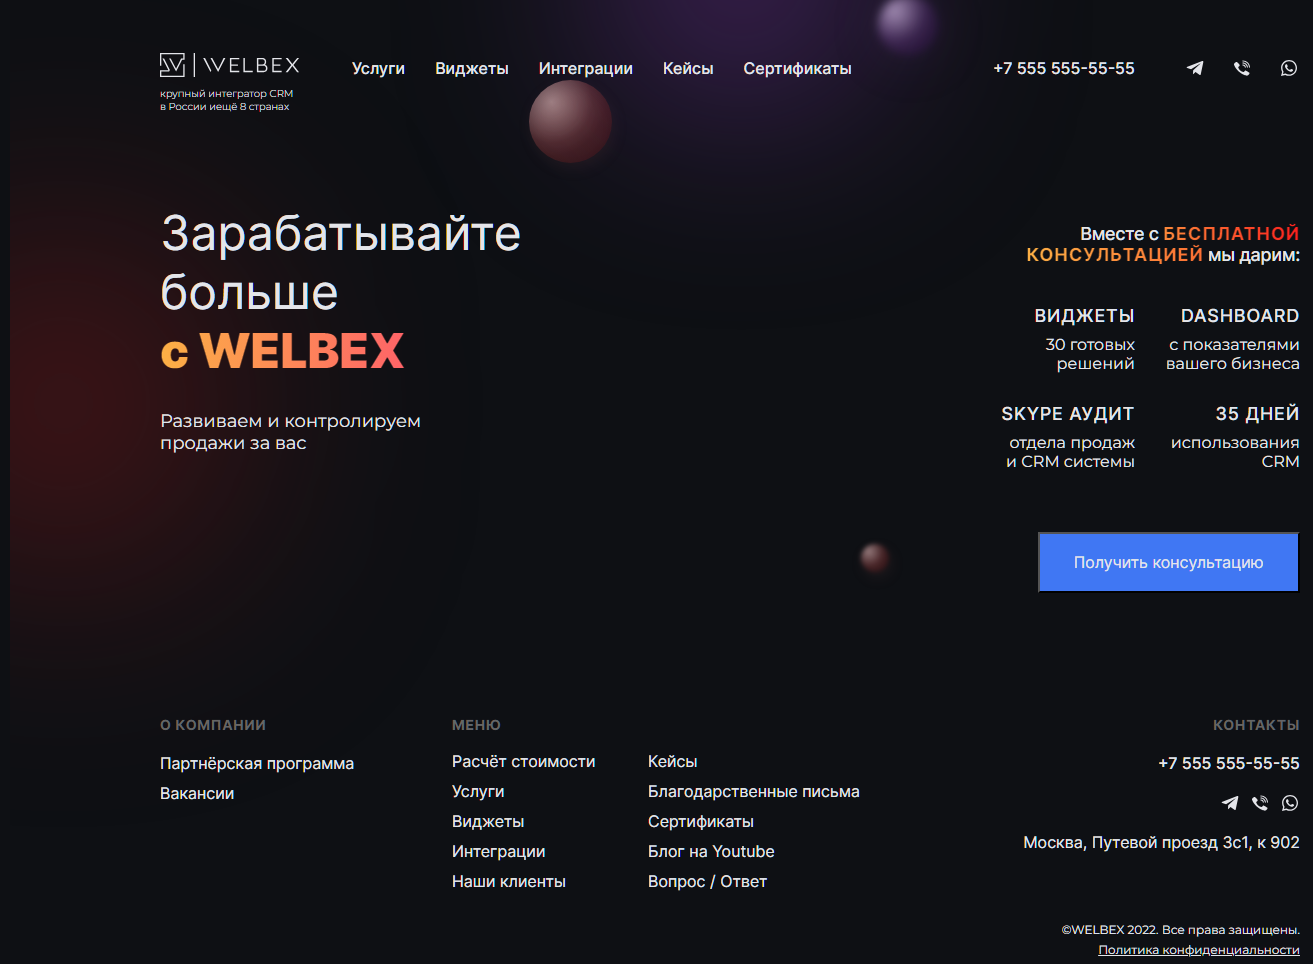 WELBEX
крупный интегратор CRM
в России иещё 8 странах
Услуги
Виджеты
Интеграции
Кейсы
Сертификаты
+7 555 555-55-55
Зарабатывайте
больше
с WELBEX
Развиваем и контролируем
продажи за вас
Вместе с БЕСПЛАТНОЙ
КОНСУЛЬТАЦИЕЙ мы дарим:
ВИДЖЕТЫ
30 готовых
решений
DASHBOARD
с показателями
вашего бизнеса
SKYPE АУДИТ
отдела продаж
и CRM системы
35 ДНЕЙ
использования
CRM
Получить консультацию
О КОМПАНИИ
Партнёрская программа
Вакансии
МЕНЮ
Расчёт стоимости
Услуги
Виджеты
Интеграции
Наши клиенты
Кейсы
Благодарственные письма
Сертификаты
Блог на Youtube
Вопрос / Ответ
КОНТАКТЫ
+7 555 555-55-55
Москва, Путевой проезд 3с1, к 902
©WELBEX 2022. Все права защищены.
Политика конфиденциальности